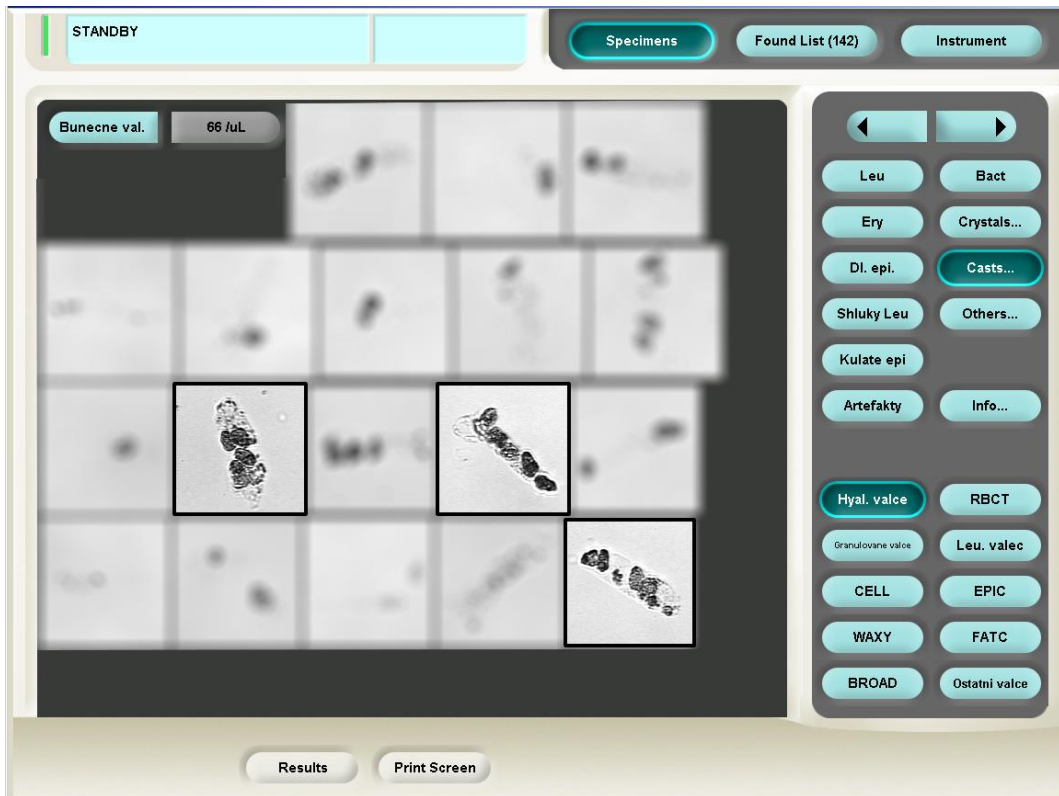 STANDBY
Specimens
Found List (142)
Instrument
Bunecne val.
66 /uL
Leu
Bact
Ery
Crystals...
Dl. epi.
Casts...
Shluky Leu
Others...
Kulate epi
Artefakty
Info...
Hyal. valce
RBCT
Granulovane valce
Leu. valec
CELL
EPIC
WAXY
FATC
BROAD
Ostatni valce
Results
Print Screen